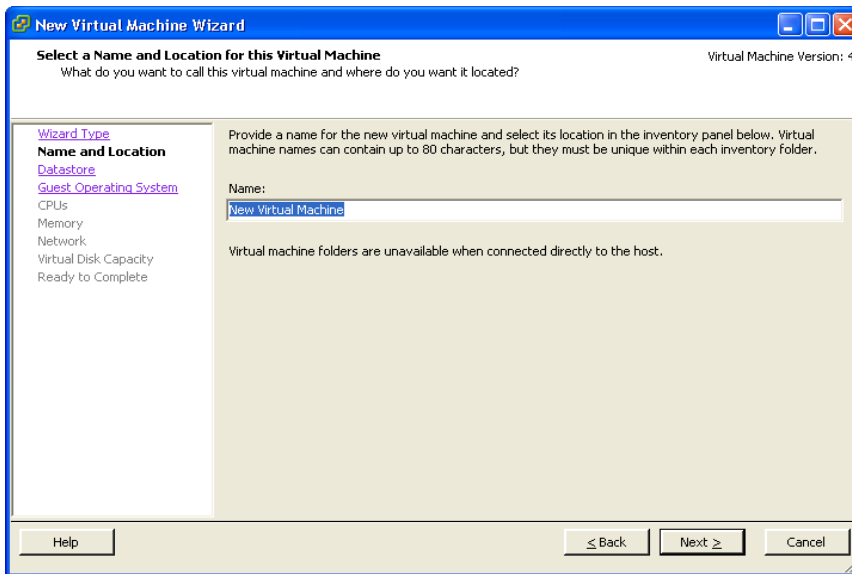 New Virtual Machine Wizard
Select a Name and Location for this Virtual Machine
What do you want to call this virtual machine and where do you want it located?
Virtual Machine Version: 4
Wizard Type
Name and Location
Datastore
Guest Operating System
CPUs
Memory
Network
Virtual Disk Capacity
Ready to Complete
Provide a name for the new virtual machine and select its location in the inventory panel below. Virtual
machine names can contain up to 80 characters, but they must be unique within each inventory folder.
Name:
New Virtual Machine
Virtual machine folders are unavailable when connected directly to the host.
Help
< Back
Next >
Cancel